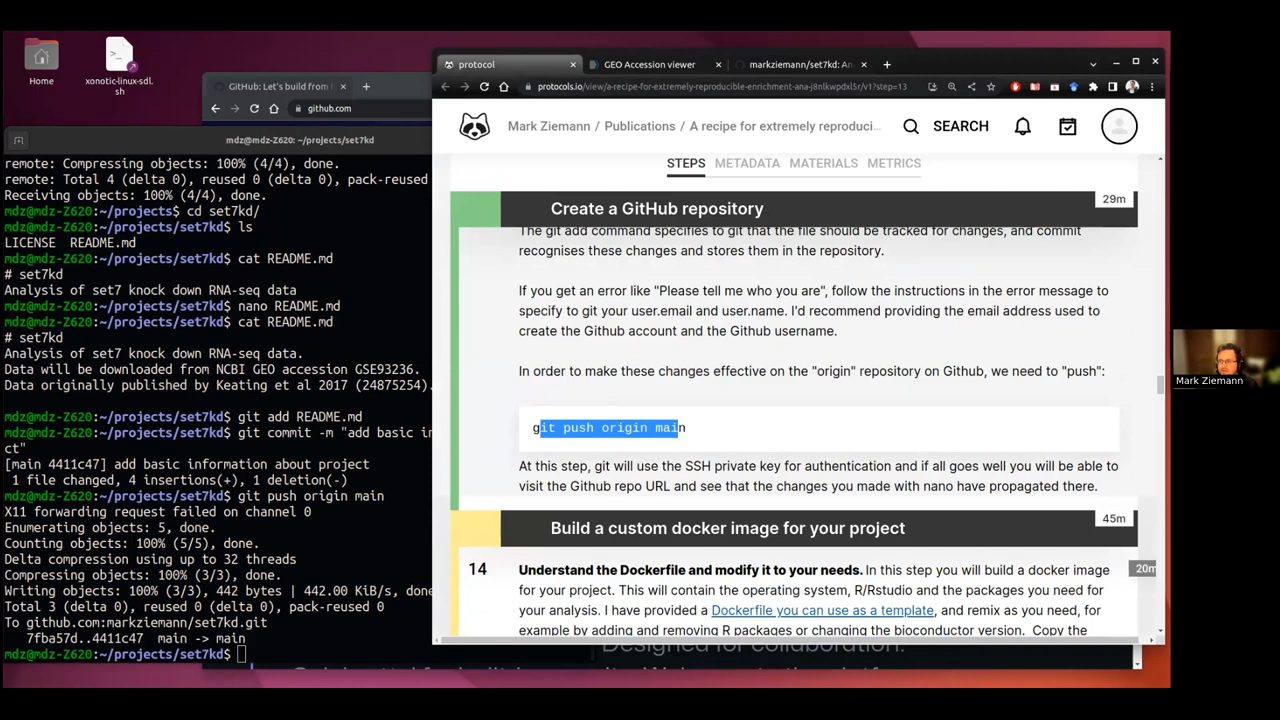 Home
xonotic-linux-sdl.
sh
GitHub: Let's build from
github.com
mdz@mdz-Z620: ~/projects/set7kd
remote: Compressing objects: 100% (4/4), done.
remote: Total 4 (delta 0), reused 0 (delta 0), pack-reused
Receiving objects: 100% (4/4), done.
mdz@mdz-Z620:~/projects$ cd set7kd/
mdz@mdz-Z620:~/projects/set7kd$ ls
LICENSE README.md
mdz@mdz-Z620:~/projects/set7kd$ cat README.md
# set7kd
Analysis of set7 knock down RNA-seq data
mdz@mdz-Z620:~/projects/set7kd$ nano README.md
mdz@mdz-Z620:~/projects/set7kd$ cat README.md
# set7kd
Analysis of set7 knock down RNA-seq data.
Data will be downloaded from NCBI GEO accession GSE93236.
Data originally published by Keating et al 2017 (24875254).
mdz@mdz-Z620:~/projects/set7kd$ git add README.md
mdz@mdz-Z620:~/projects/set7kd$ git commit -m "add basic in
ct"
[main 4411c47] add basic information about project
1 file changed, 4 insertions(+), 1 deletion(-)
mdz@mdz-Z620:~/projects/set7kd$ git push origin main
X11 forwarding request failed on channel 0
Enumerating objects: 5, done.
Counting objects: 100% (5/5), done.
Delta compression using up to 32 threads
Compressing objects: 100% (3/3), done.
Writing objects: 100% (3/3), 442 bytes | 442.00 KiB/s, done
Total 3 (delta 0), reused 0 (delta 0), pack-reused 0
To github.com:markziemann/set7kd.git
7fba57d..4411c47 main -> main
mdz@mdz-Z620:~/projects/set7kd$
protocol
GEO Accession viewer
markziemann/set7kd: An
protocols.io/view/a-recipe-for-extremely-reproducible-enrichment-ana-j8nlkwpdxl5r/v1?step=13
Mark Ziemann / Publications / A recipe for extremely reproduci...
SEARCH
STEPS METADATA MATERIALS METRICS
Create a GitHub repository
29m
The git add command specifies to git that the file should be tracked for changes, and commit
recognises these changes and stores them in the repository.
If you get an error like "Please tell me who you are", follow the instructions in the error message to
specify to git your user.email and user.name. I'd recommend providing the email address used to
create the Github account and the Github username.
In order to make these changes effective on the "origin" repository on Github, we need to "push":
git push origin main
At this step, git will use the SSH private key for authentication and if all goes well you will be able to
visit the Github repo URL and see that the changes you made with nano have propagated there.
Build a custom docker image for your project
45m
14
Understand the Dockerfile and modify it to your needs. In this step you will build a docker image
20m
for your project. This will contain the operating system, R/Rstudio and the packages you need for
your analysis. I have provided a Dockerfile you can use as a template, and remix as you need, for
example by adding and removing R packages or changing the bioconductor version. Copy the
Designed for collaboration.
Mark Ziemann